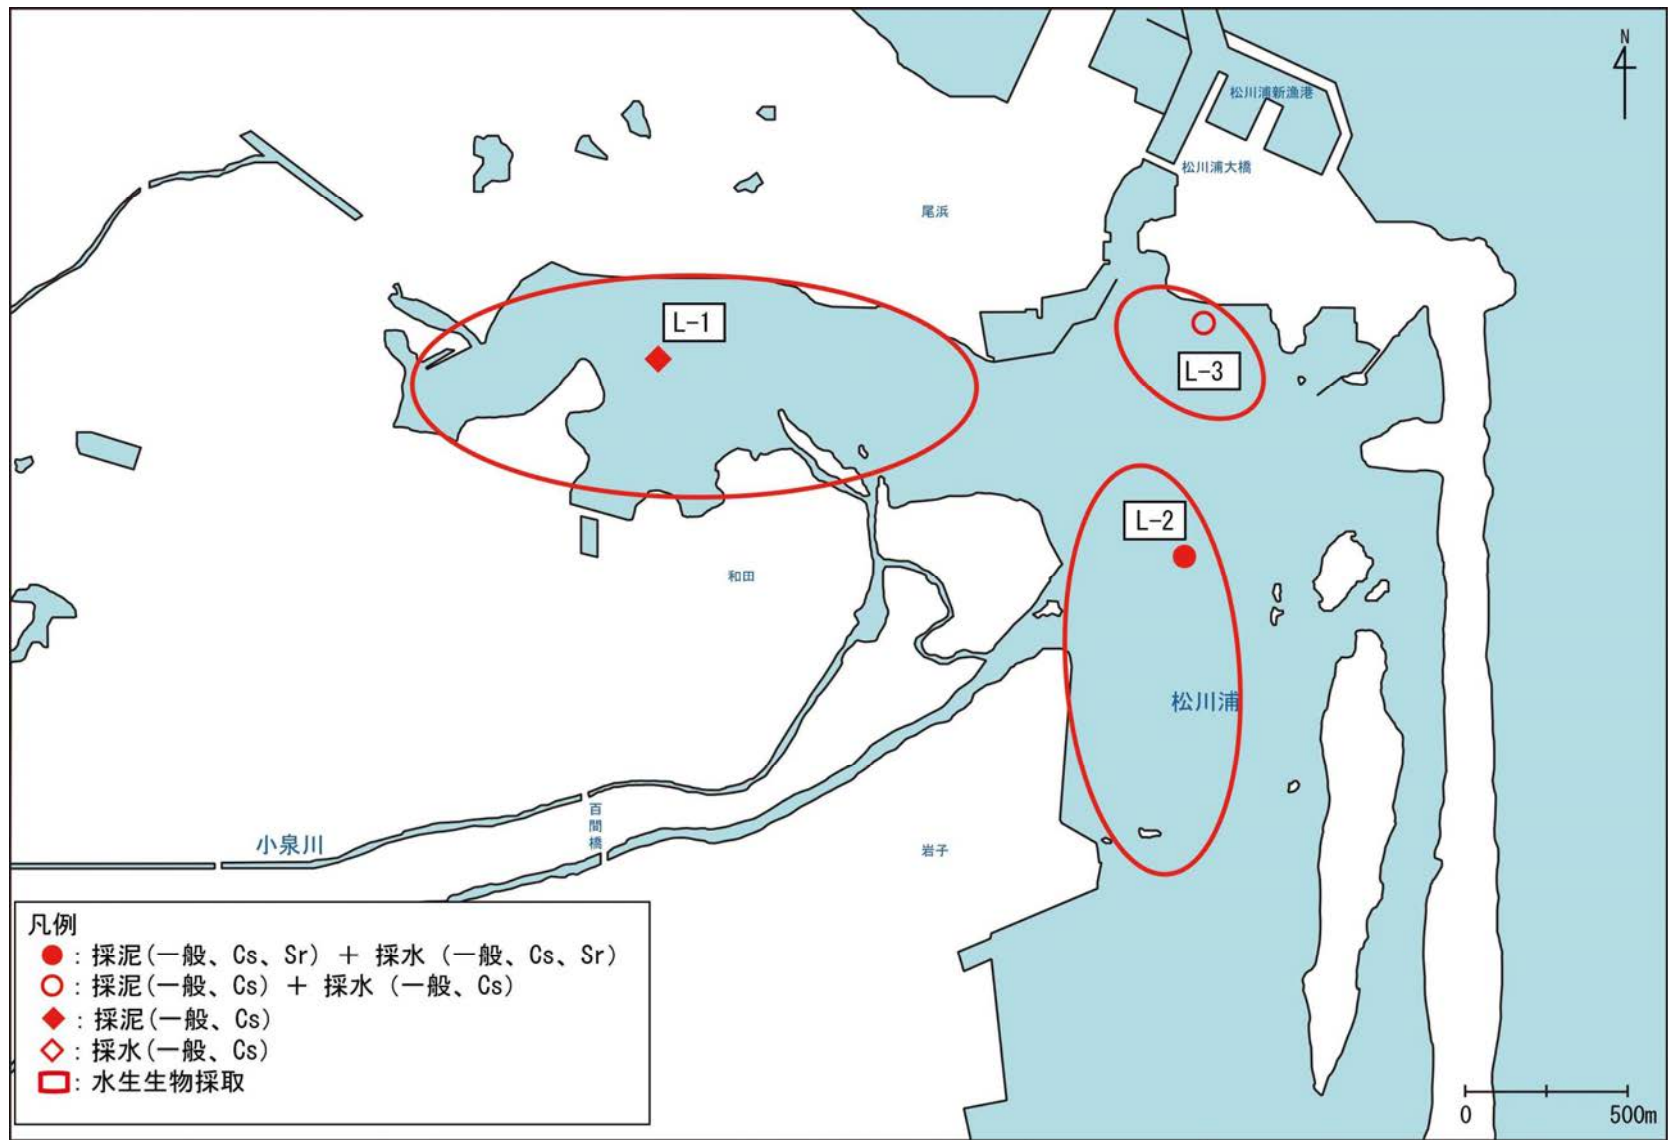 N
松川浦新漁港
松川浦大橋
尾浜
L-1
L-3
L-2
和田
松川浦
百間橋
小泉川
岩子
凡例
●：採泥(一般、Cs、Sr) ＋ 採水 (一般、Cs、Sr)
○：採泥(一般、Cs) ＋ 採水 (一般、Cs)
◆：採泥(一般、Cs)
◇：採水(一般、Cs)
：水生生物採取
0 500m